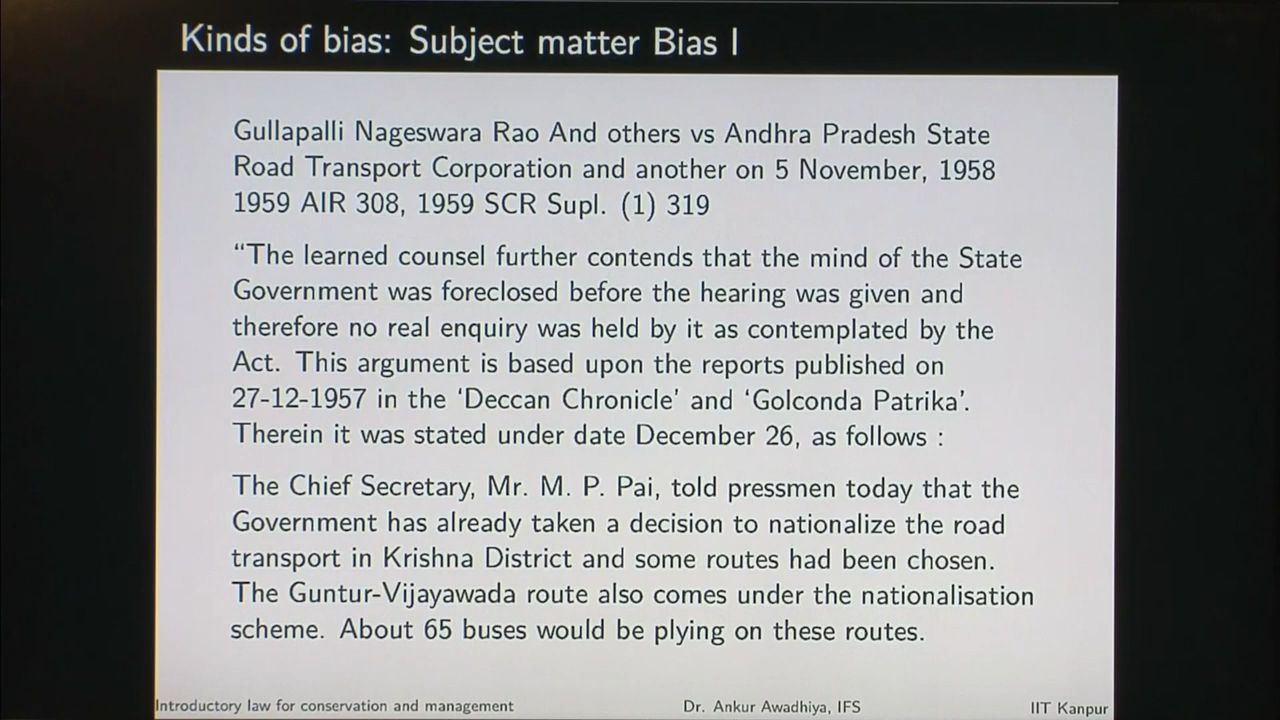 Kinds of bias: Subject matter Bias I
Gullapalli Nageswara Rao And others vs Andhra Pradesh State
Road Transport Corporation and another on 5 November, 1958
1959 AIR 308, 1959 SCR Supl. (1) 319
“The learned counsel further contends that the mind of the State
Government was foreclosed before the hearing was given and
therefore no real enquiry was held by it as contemplated by the
Act. This argument is based upon the reports published on
27-12-1957 in the ‘Deccan Chronicle’ and ‘Golconda Patrika’.
Therein it was stated under date December 26, as follows :
The Chief Secretary, Mr. M. P. Pai, told pressmen today that the
Government has already taken a decision to nationalize the road
transport in Krishna District and some routes had been chosen.
The Guntur-Vijayawada route also comes under the nationalisation
scheme. About 65 buses would be plying on these routes.
Introductory law for conservation and management Dr. Ankur Awadhiya, IFS IIT Kanpur